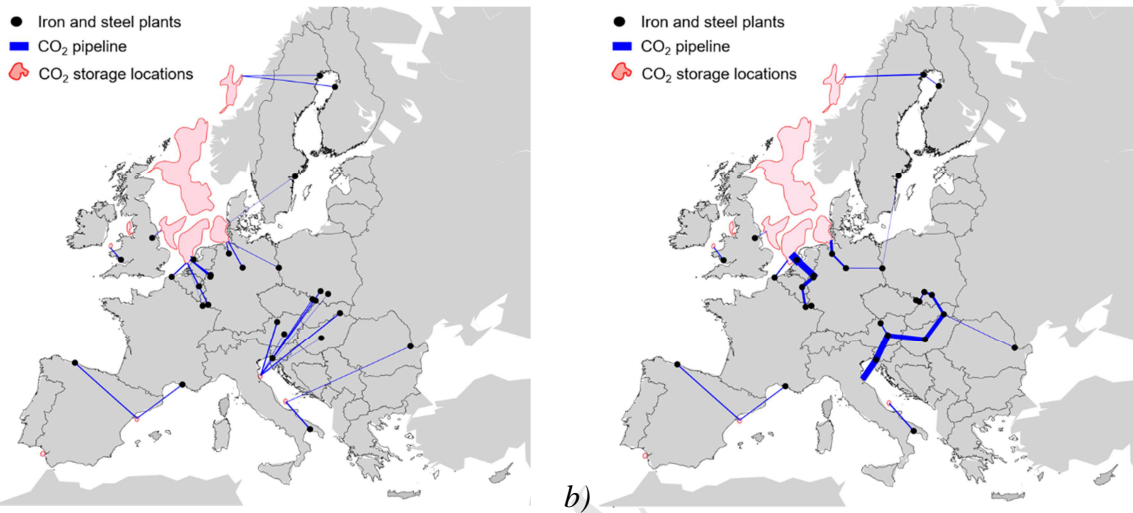 Iron and steel plants
CO₂ pipeline
CO₂ storage locations
Iron and steel plants
CO₂ pipeline
CO₂ storage locations
b)